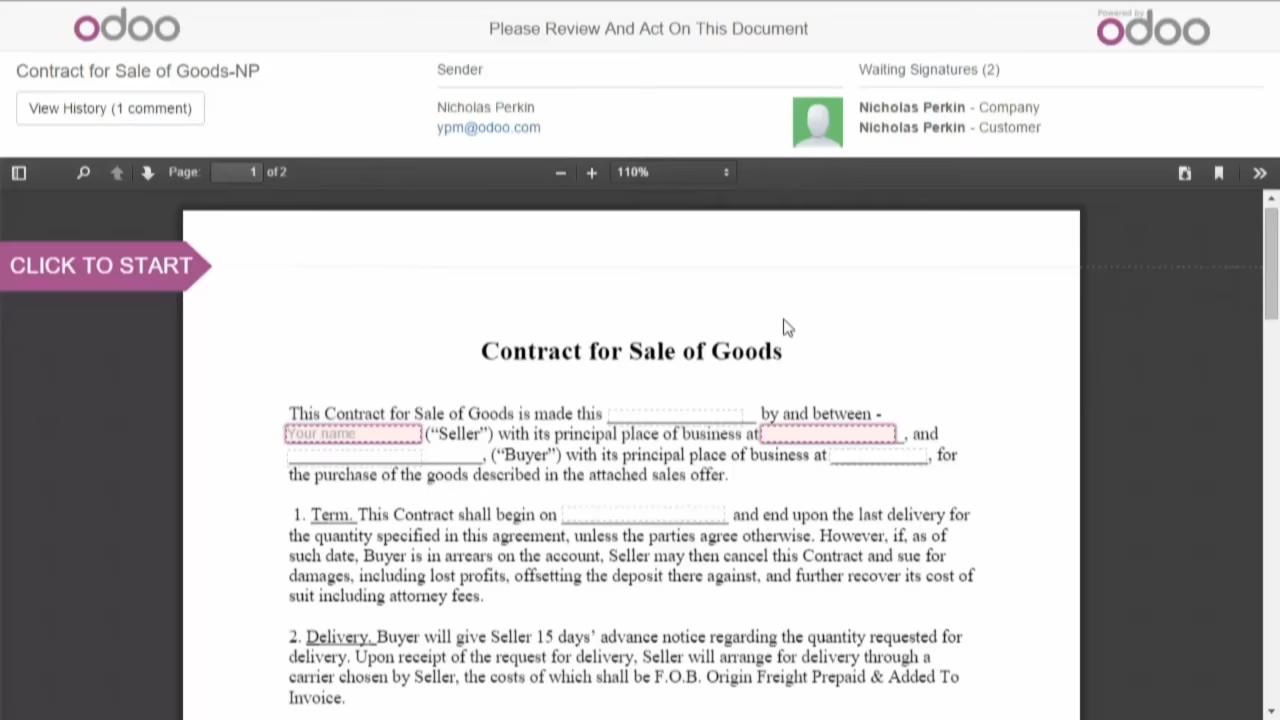 odoo
Please Review And Act On This Document
Powered by
odoo
Contract for Sale of Goods-NP
View History (1 comment)
Sender
Nicholas Perkin
ypm@odoo.com
Waiting Signatures (2)
Nicholas Perkin - Company
Nicholas Perkin - Customer
Page: 1 of 2
110%
CLICK TO START
Contract for Sale of Goods
This Contract for Sale of Goods is made this by and between -
Your name (“Seller”) with its principal place of business at , and
, (“Buyer”) with its principal place of business at , for
the purchase of the goods described in the attached sales offer.
1. Term. This Contract shall begin on and end upon the last delivery for
the quantity specified in this agreement, unless the parties agree otherwise. However, if, as of
such date, Buyer is in arrears on the account, Seller may then cancel this Contract and sue for
damages, including lost profits, offsetting the deposit there against, and further recover its cost of
suit including attorney fees.
2. Delivery. Buyer will give Seller 15 days’ advance notice regarding the quantity requested for
delivery. Upon receipt of the request for delivery, Seller will arrange for delivery through a
carrier chosen by Seller, the costs of which shall be F.O.B. Origin Freight Prepaid & Added To
Invoice.